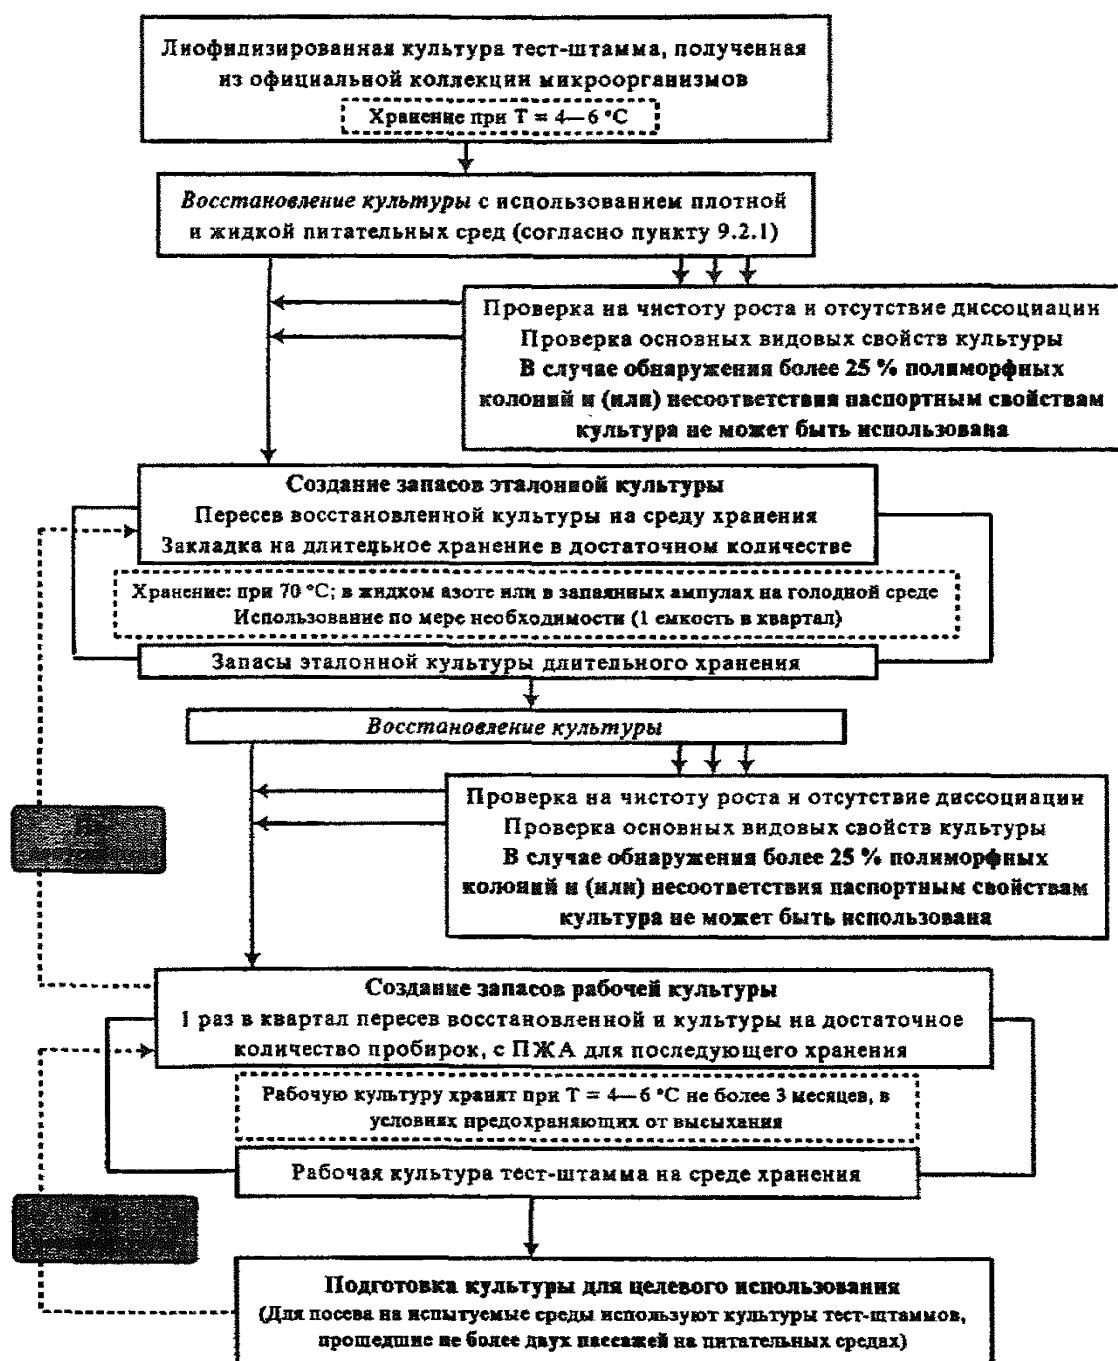 Лиофилизированная культура тест-штамма, полученная
из официальной коллекции микроорганизмов
Хранение при Т = 4— 6 °С
Восстановление культуры с использованием плотной
и жидкой питательных сред (согласно пункту 9.2.1)
Проверка на чистоту роста и отсутствие диссоциации
Проверка основных видовых свойств культуры
В случае обнаружения более 25 % полиморфных
колоний и (или) несоответствия паспортным свойствам
культура не может быть использована
Создание запасов эталонной культуры
Пересев восстановленной культуры на среду хранения
Закладка на длительное хранение в достаточном количестве
Хранение: при 70 °С; в жидком азоте или в запаянных ампулах на голодной среде
Использование по мере необходимости (1 емкость в квартал)
Запасы эталонной культуры длительного хранения
Восстановление культуры
Проверка на чистоту роста и отсутствие диссоциации
Проверка основных видовых свойств культуры
В случае обнаружения более 25 % полиморфных
колоний и (или) несоответствия паспортным свойствам
культура не может быть использована
Создание запасов рабочей культуры
1 раз в квартал пересев восстановленной и культуры на достаточное
количество пробирок, с ПЖА для последующего хранения
Рабочую культуру хранят при Т = 4— 6 °С не более 3 месяцев, в
условиях предохраняющих от высыхания
Рабочая культура тест-штамма на среде хранения
Подготовка культуры для целевого использования
(Для посева на испытуемые среды используют культуры тест-штаммов,
прошедшие не более двух пассажей на питательных средах)